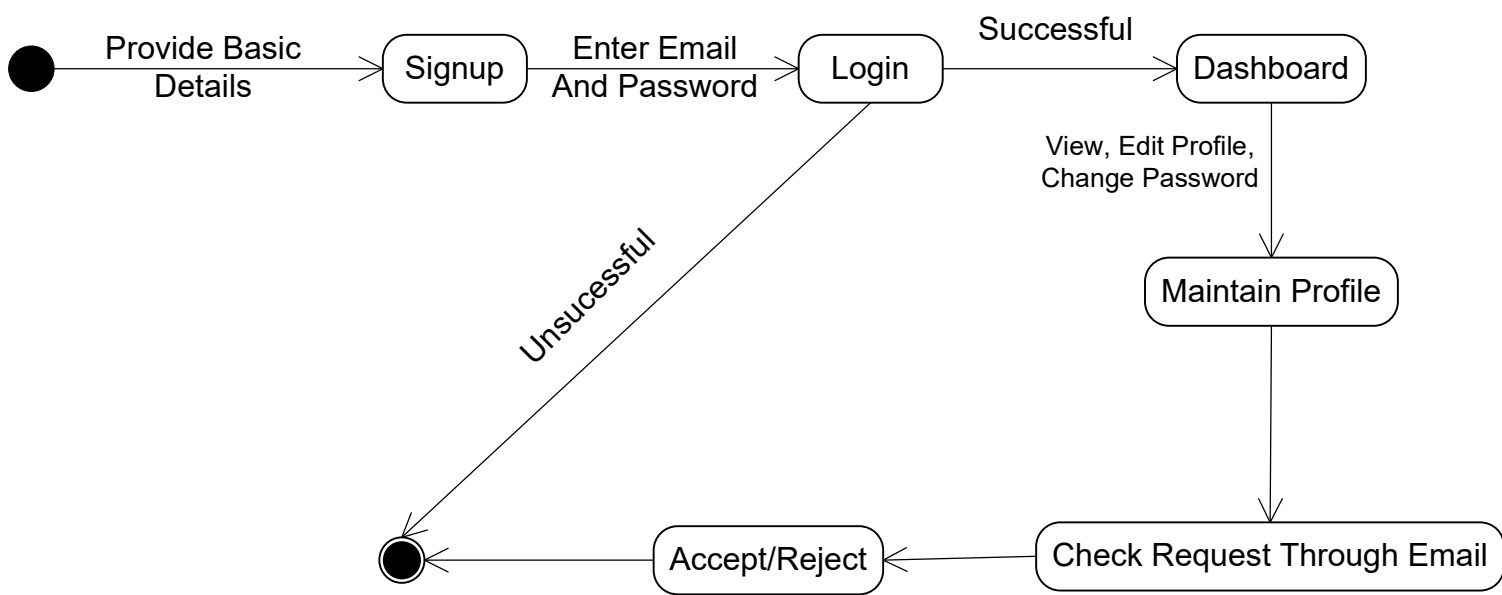 Provide Basic
Details
Signup
Enter Email
And Password
Login
Successful
Dashboard
View, Edit Profile,
Change Password
Maintain Profile
Unsucessful
Check Request Through Email
Accept/Reject